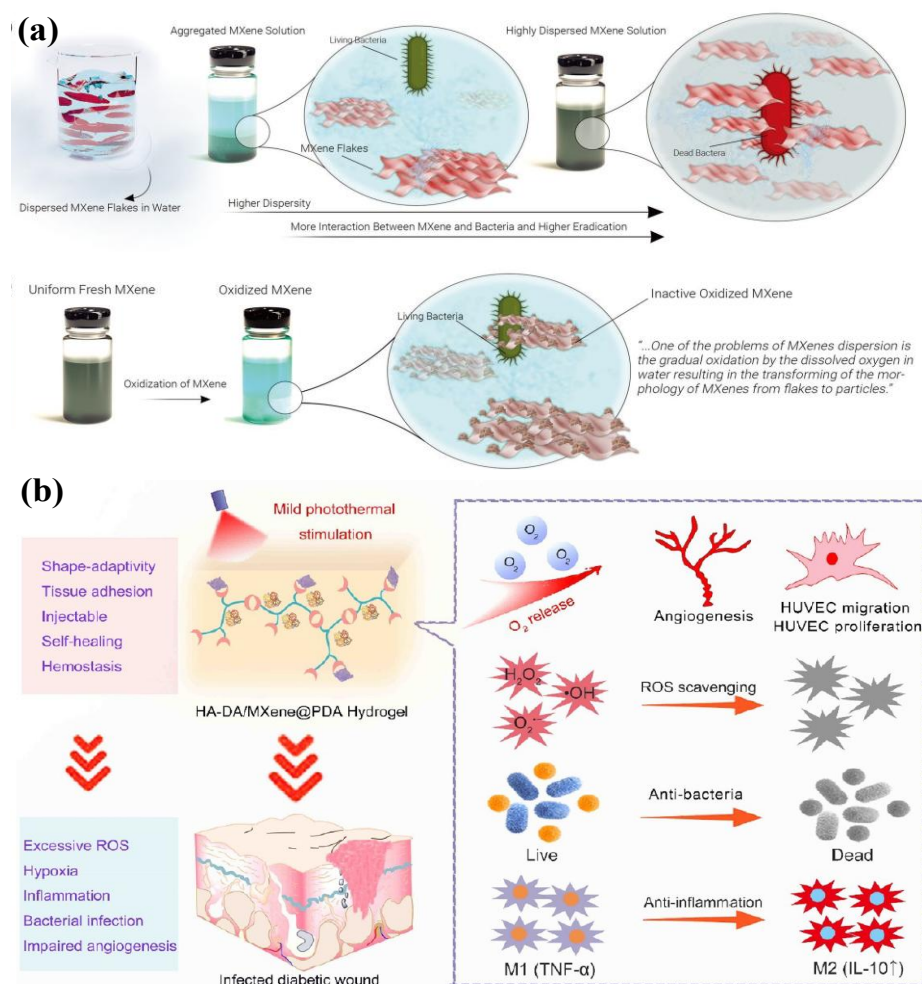 (a)
Aggregated MXene Solution
Living Bacteria
Highly Dispersed MXene Solution
MXene Flakes
Dead Bactera
Dispersed MXene Flakes in Water
Higher Dispersity
More Interaction Between MXene and Bacteria and Higher Eradication
Uniform Fresh MXene
Oxidized MXene
Oxidization of MXene
Living Bacteria
Inactive Oxidized MXene
"...One of the problems of MXenes dispersion is
the gradual oxidation by the dissolved oxygen in
water resulting in the transforming of the mor-
phology of MXenes from flakes to particles."
(b)
Mild photothermal
stimulation
Shape-adaptivity
Tissue adhesion
Injectable
Self-healing
Hemostasis
HA-DA/MXene@PDA Hydrogel
Excessive ROS
Hypoxia
Inflammation
Bacterial infection
Impaired angiogenesis
Infected diabetic wound
O₂
O₂
O₂
O₂ release
Angiogenesis
HUVEC migration
HUVEC proliferation
H₂O₂
•OH
O₂·⁻
ROS scavenging
Anti-bacteria
Live
Dead
Anti-inflammation
M1 (TNF-α)
M2 (IL-10↑)